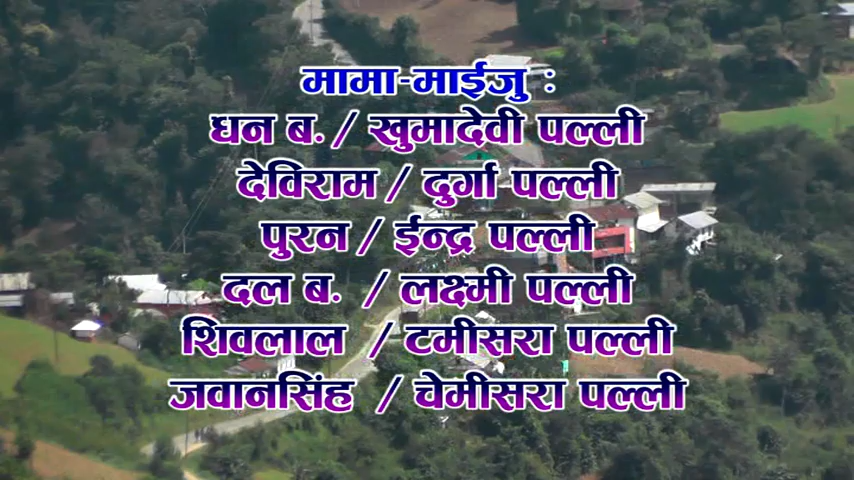 मामा-माईजु :
धन ब. / खुमादेवी पल्ली
देविराम / दुर्गा पल्ली
पुरन / ईन्द्र पल्ली
दल ब. / लक्ष्मी पल्ली
शिवलाल / टमीसरा पल्ली
जवानसिंह / चेमीसरा पल्ली